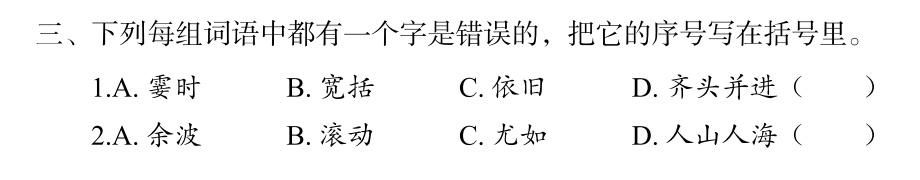 三、下列每组词语中都有一个字是错误的，把它的序号写在括号里。
1.A. 霎时 B. 宽括 C. 依旧 D. 齐头并进（ ）
2.A. 余波 B. 滚动 C. 尤如 D. 人山人海（ ）